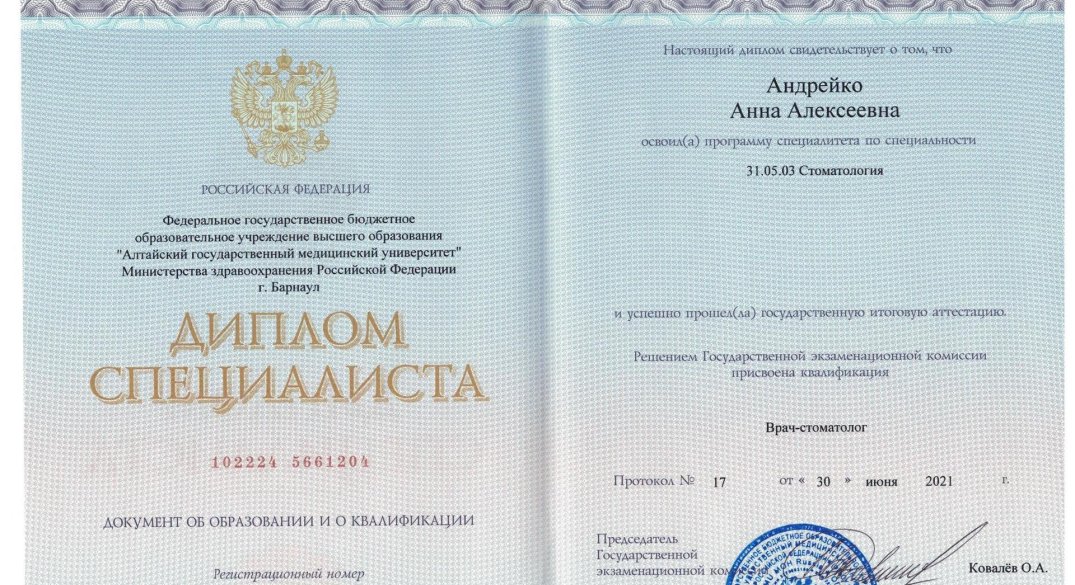 РОССИЙСКАЯ ФЕДЕРАЦИЯ
Федеральное государственное бюджетное
образовательное учреждение высшего образования
"Алтайский государственный медицинский университет"
Министерства здравоохранения Российской Федерации
г. Барнаул
ДИПЛОМ
СПЕЦИАЛИСТА
102224 5661204
ДОКУМЕНТ ОБ ОБРАЗОВАНИИ И О КВАЛИФИКАЦИИ
Регистрационный номер
Настоящий диплом свидетельствует о том, что
Андрейко
Анна Алексеевна
освоил(а) программу специалитета по специальности
31.05.03 Стоматология
и успешно прошел(ла) государственную итоговую аттестацию.
Решением Государственной экзаменационной комиссии
присвоена квалификация
Врач-стоматолог
Протокол № 17 от « 30 » июня 2021 г.
Председатель
Государственной
экзаменационной Ковалёв О.А.